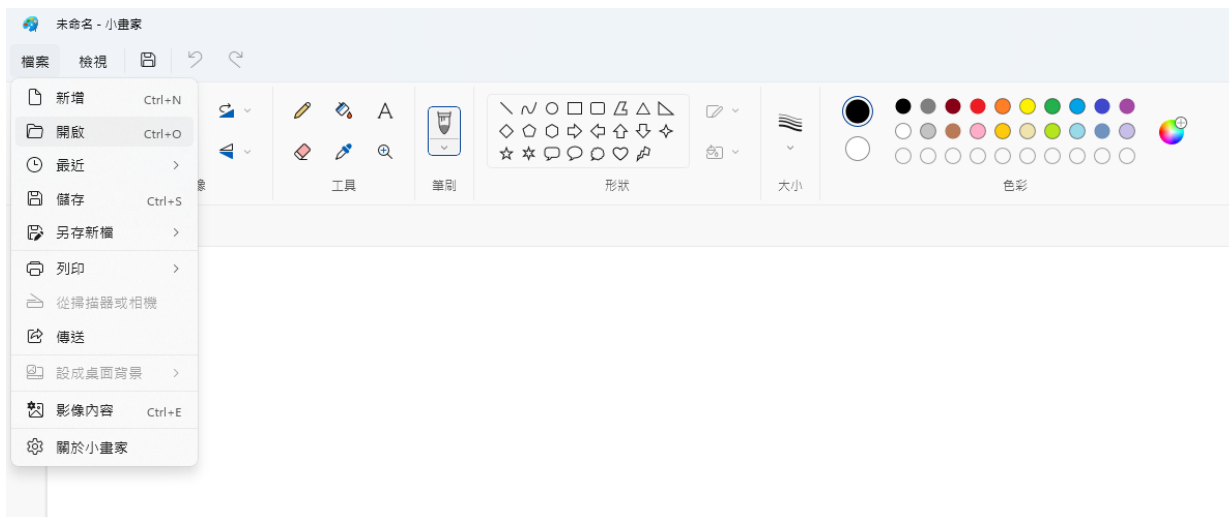 未命名 - 小畫家
檔案 檢視
新增 Ctrl+N
開啟 Ctrl+O
最近
儲存 Ctrl+S
另存新檔
列印
從掃描器或相機
傳送
設成桌面背景
影像內容 Ctrl+E
關於小畫家
像 工具 筆刷 形狀 大小 色彩